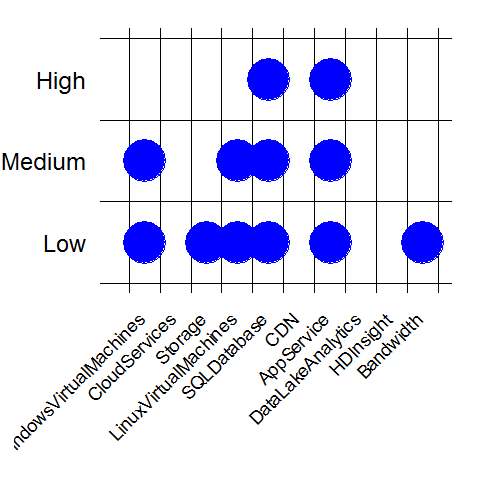 High
Medium
Low
ndowsVirtualMachines
CloudServices
Storage
LinuxVirtualMachines
SQLDatabase
CDN
AppService
DataLakeAnalytics
HDInsight
Bandwidth